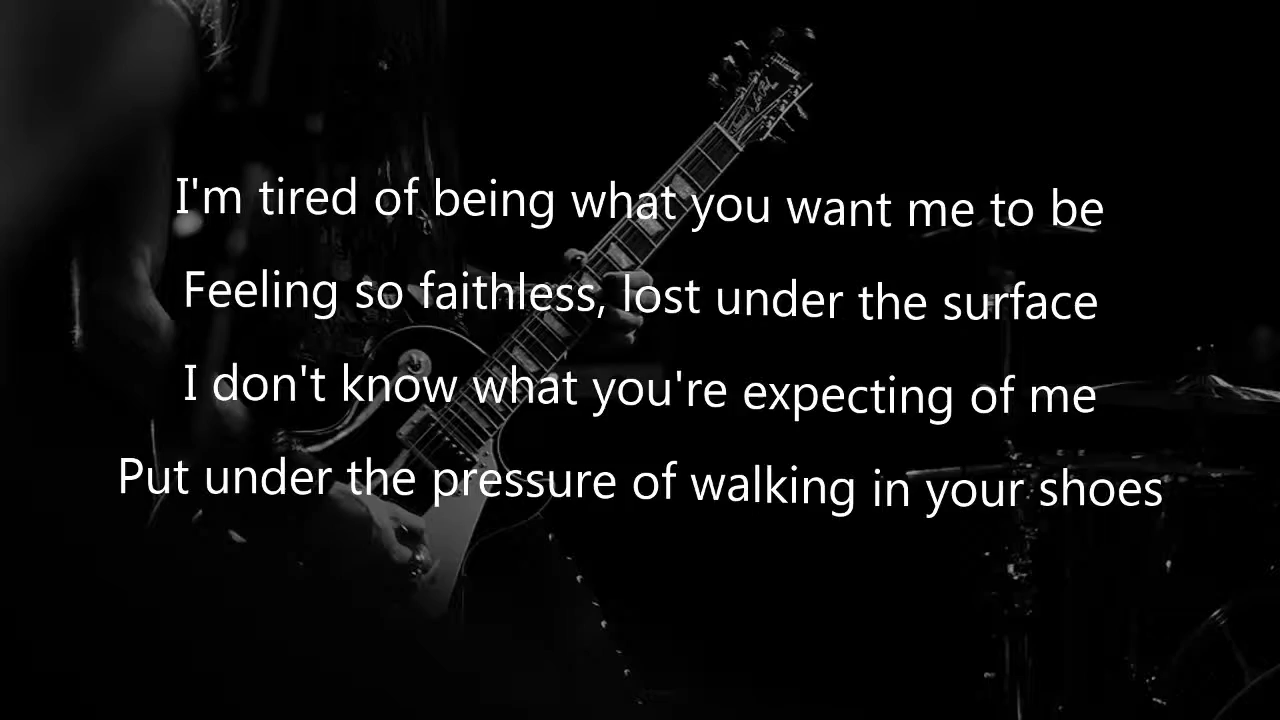 I'm tired of being what you want me to be
Feeling so faithless, lost under the surface
I don't know what you're expecting of me
Put under the pressure of walking in your shoes